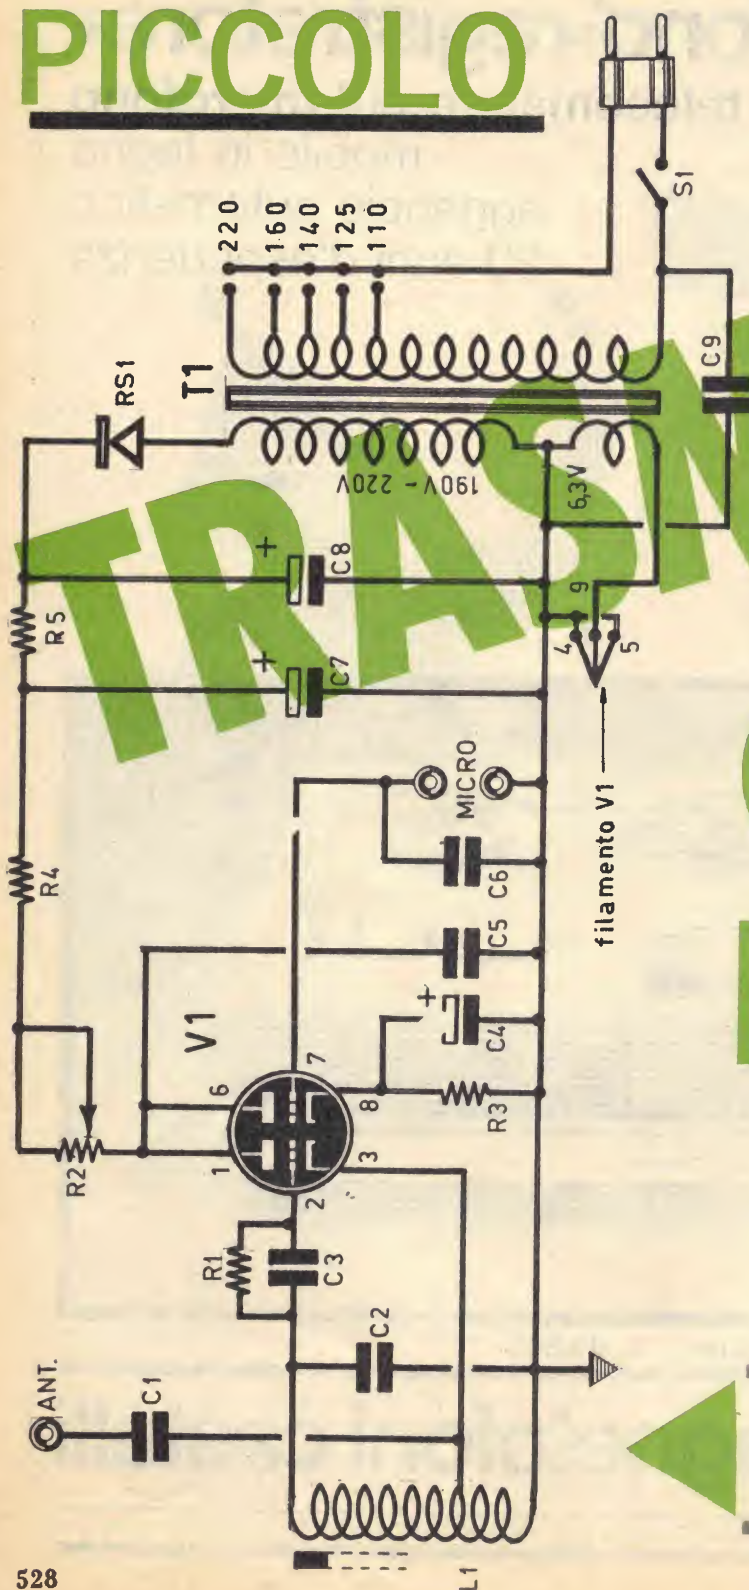 PICCOLO
TRASM
220
160
140
125
110
S1
T1
RS1
C9
190V - 220V
6,3V
+
C8
R5
+
C7
9
4
5
filamento V1
MICRO
R4
C6
C5
+
C4
V1
6
7
1
8
R2
R3
3
2
R1
C3
C2
ANT.
C1
L1
528